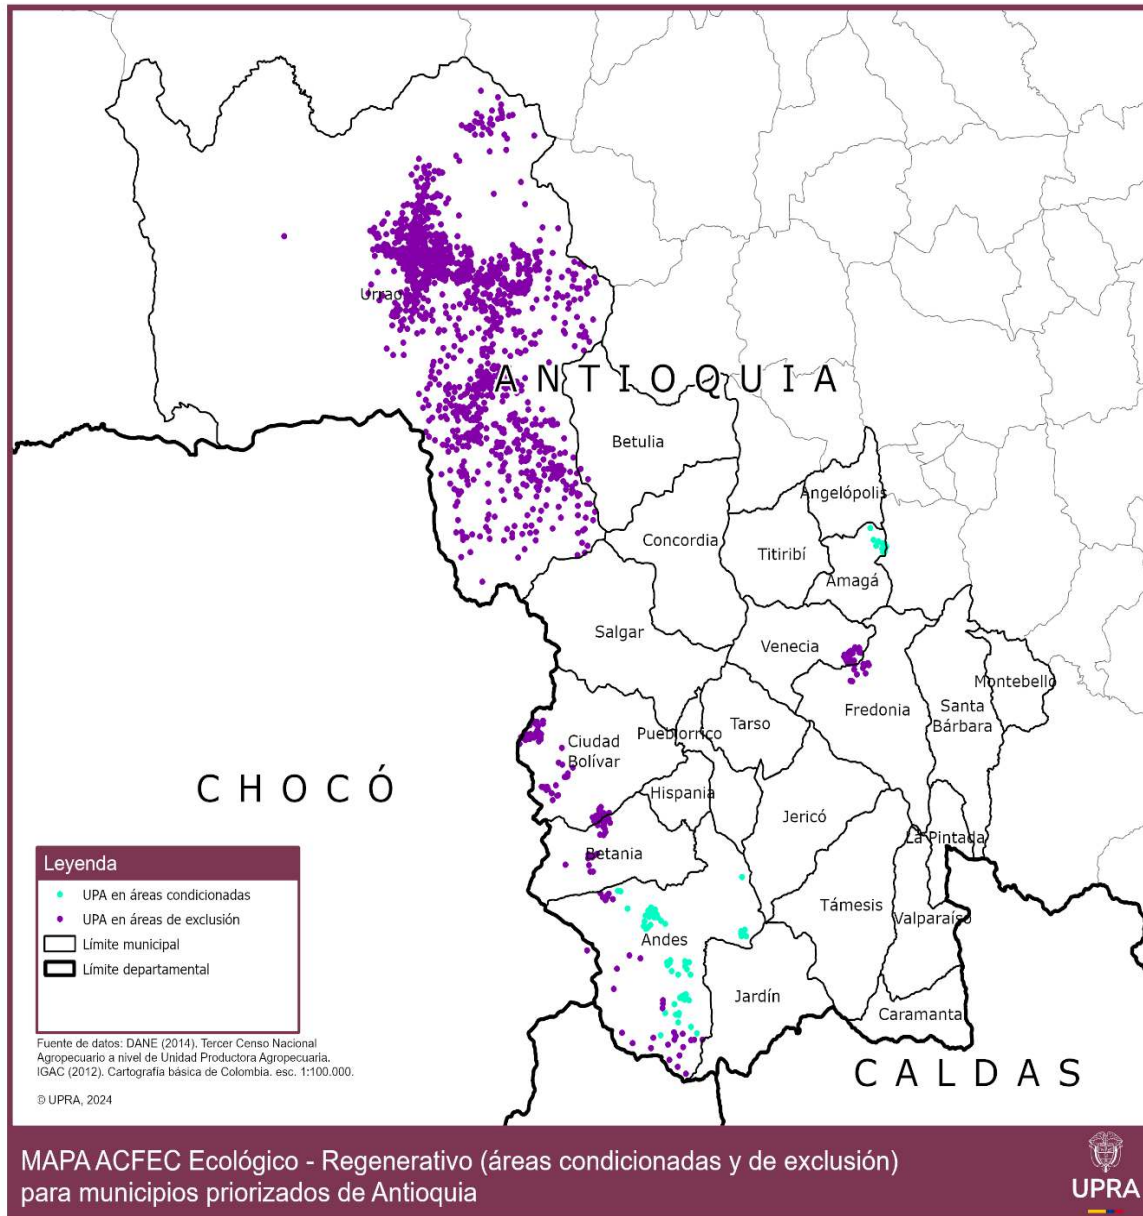 Urrao
ANTIOQUIA
Betulia
Angelópolis
Concordia
Titiribí
Amagá
Salgar
Venecia
Montebello
Santa
Bárbara
Fredonia
Tarso
Pueblorrico
Ciudad
Bolívar
CHOCÓ
Hispania
Jericó
La Pintada
Betania
Támesis
Valparaíso
Andes
Jardín
Caramanta
CALDAS
Leyenda
UPA en áreas condicionadas
UPA en áreas de exclusión
Límite municipal
Límite departamental
Fuente de datos: DANE (2014). Tercer Censo Nacional
Agropecuario a nivel de Unidad Productora Agropecuaria.
IGAC (2012). Cartografía básica de Colombia. esc. 1:100.000.
© UPRA, 2024
MAPA ACFEC Ecológico - Regenerativo (áreas condicionadas y de exclusión)
para municipios priorizados de Antioquia
UPRA